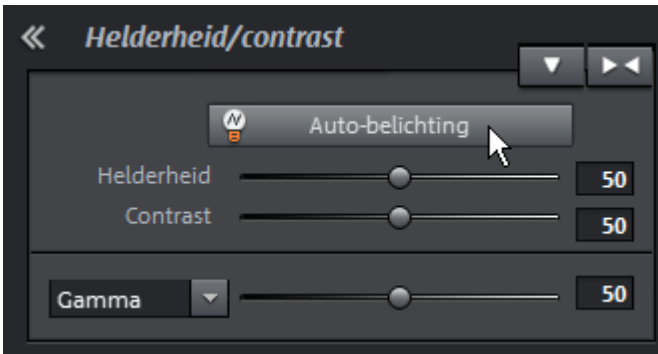 Helderheid/contrast
Auto-belichting
Helderheid 50
Contrast 50
Gamma 50